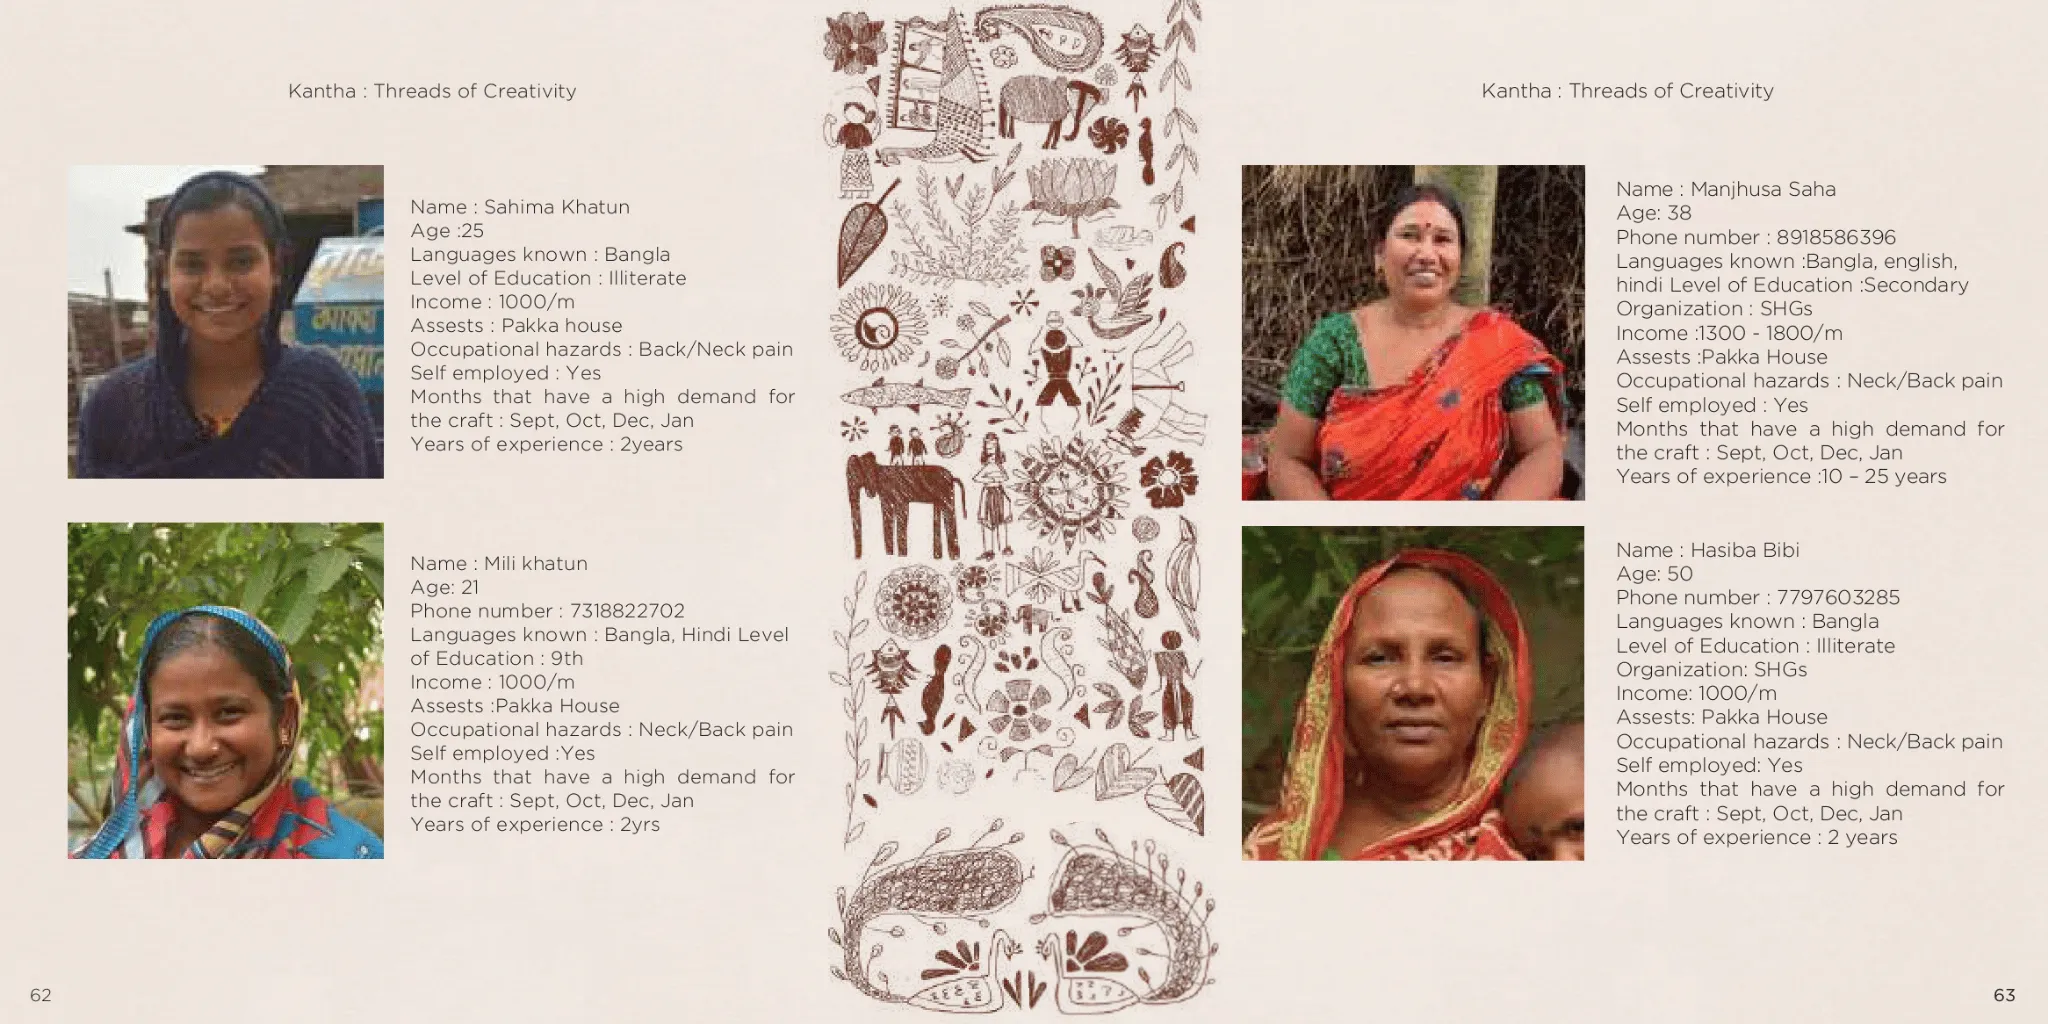 Kantha : Threads of Creativity
Name : Sahima Khatun
Age :25
Languages known : Bangla
Level of Education : Illiterate
Income : 1000/m
Assests : Pakka house
Occupational hazards : Back/Neck pain
Self employed : Yes
Months that have a high demand for
the craft : Sept, Oct, Dec, Jan
Years of experience : 2years
Name : Mili khatun
Age: 21
Phone number : 7318822702
Languages known : Bangla, Hindi Level
of Education : 9th
Income : 1000/m
Assests :Pakka House
Occupational hazards : Neck/Back pain
Self employed :Yes
Months that have a high demand for
the craft : Sept, Oct, Dec, Jan
Years of experience : 2yrs
62
Kantha : Threads of Creativity
Name : Manjhusa Saha
Age: 38
Phone number : 8918586396
Languages known :Bangla, english,
hindi Level of Education :Secondary
Organization : SHGs
Income :1300 - 1800/m
Assests :Pakka House
Occupational hazards : Neck/Back pain
Self employed : Yes
Months that have a high demand for
the craft : Sept, Oct, Dec, Jan
Years of experience :10 – 25 years
Name : Hasiba Bibi
Age: 50
Phone number : 7797603285
Languages known : Bangla
Level of Education : Illiterate
Organization: SHGs
Income: 1000/m
Assests: Pakka House
Occupational hazards : Neck/Back pain
Self employed: Yes
Months that have a high demand for
the craft : Sept, Oct, Dec, Jan
Years of experience : 2 years
63